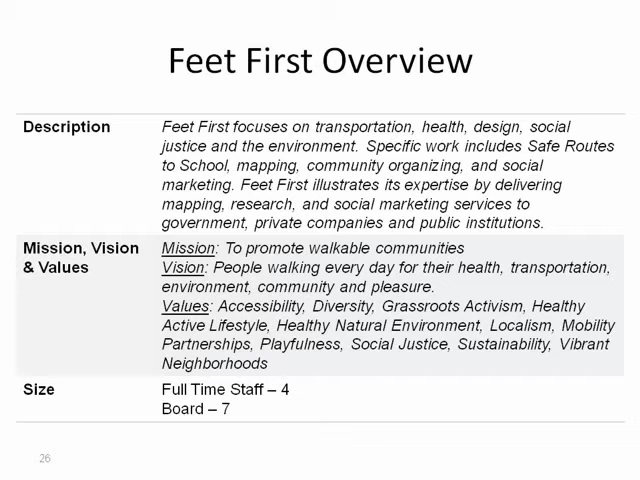 Feet First Overview
Description
Feet First focuses on transportation, health, design, social
justice and the environment. Specific work includes Safe Routes
to School, mapping, community organizing, and social
marketing. Feet First illustrates its expertise by delivering
mapping, research, and social marketing services to
government, private companies and public institutions.
Mission, Vision
& Values
Mission: To promote walkable communities
Vision: People walking every day for their health, transportation,
environment, community and pleasure.
Values: Accessibility, Diversity, Grassroots Activism, Healthy
Active Lifestyle, Healthy Natural Environment, Localism, Mobility
Partnerships, Playfulness, Social Justice, Sustainability, Vibrant
Neighborhoods
Size
Full Time Staff – 4
Board – 7
26